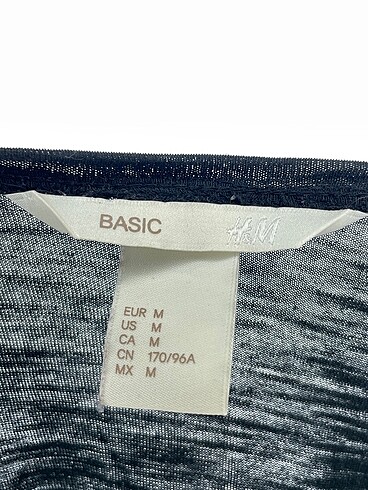 BASIC H&M
EUR M
US M
CA M
CN 170/96A
MX M